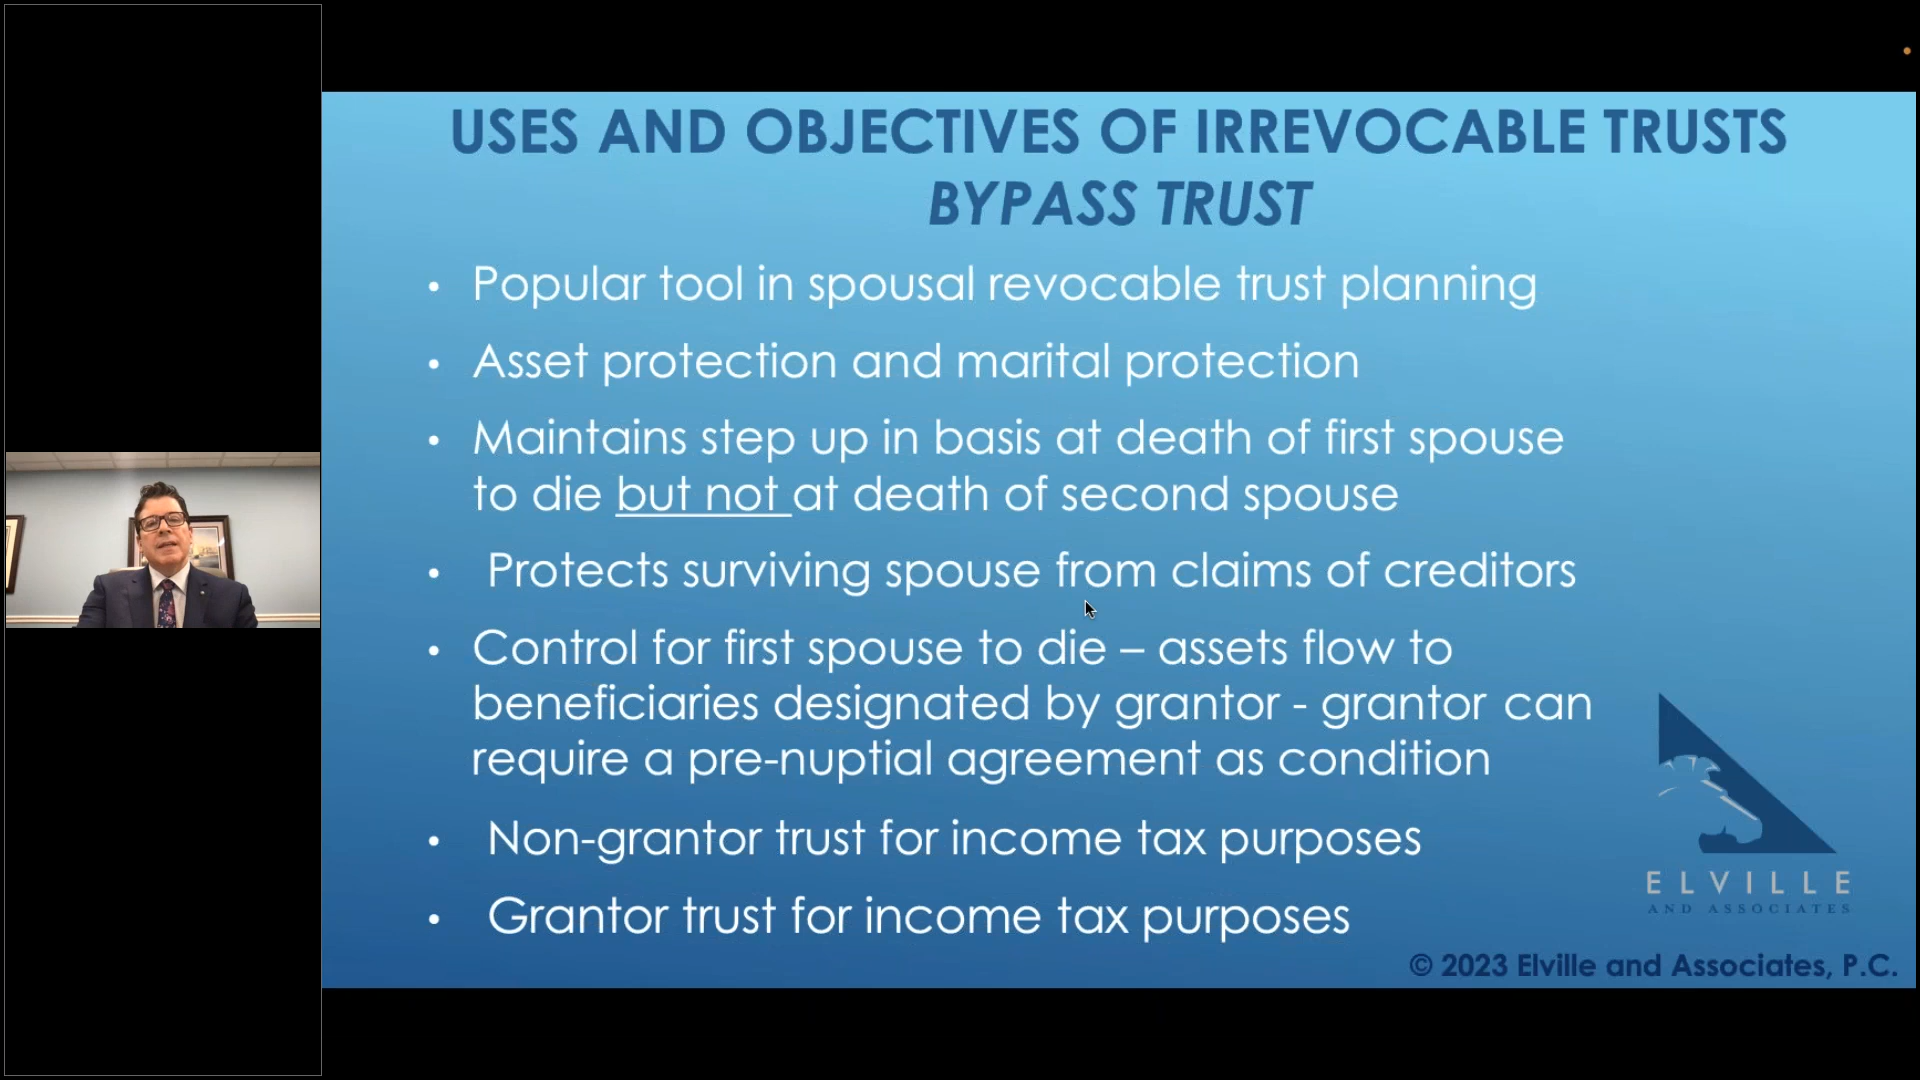 USES AND OBJECTIVES OF IRREVOCABLE TRUSTS
BYPASS TRUST
• Popular tool in spousal revocable trust planning
• Asset protection and marital protection
• Maintains step up in basis at death of first spouse
to die but not at death of second spouse
• Protects surviving spouse from claims of creditors
• Control for first spouse to die – assets flow to
beneficiaries designated by grantor - grantor can
require a pre-nuptial agreement as condition
• Non-grantor trust for income tax purposes
• Grantor trust for income tax purposes
ELVILLE
AND ASSOCIATES
© 2023 Elville and Associates, P.C.